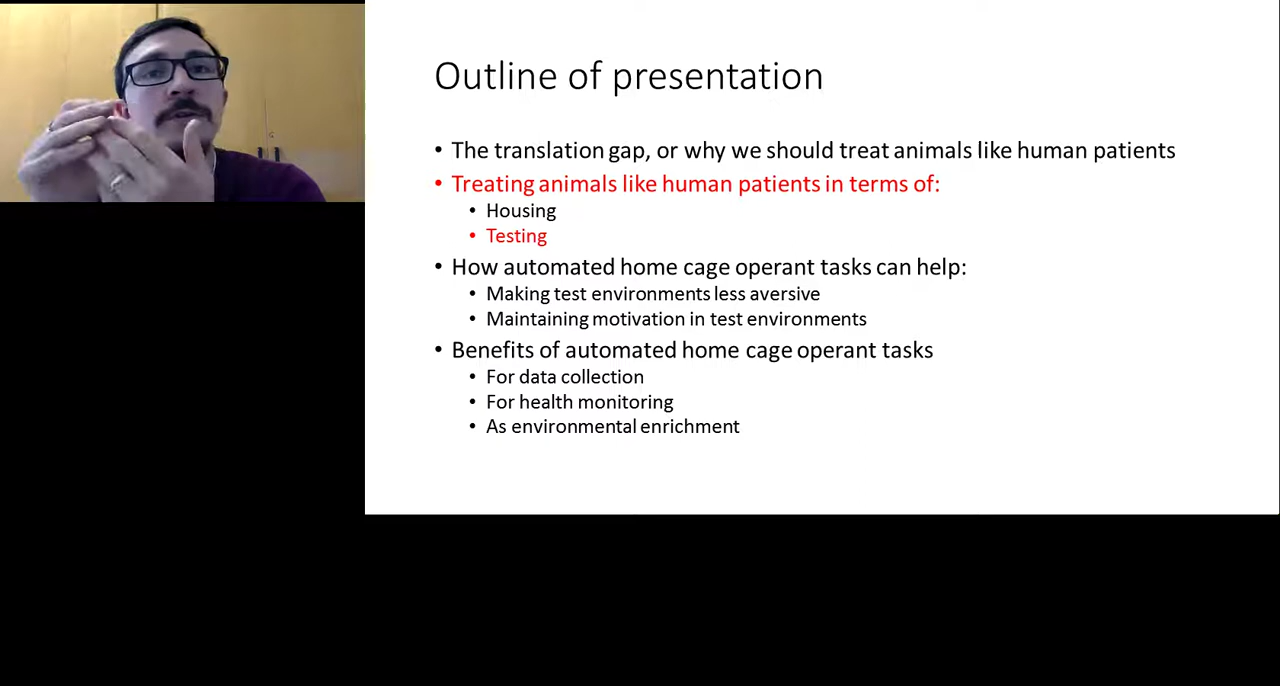 Outline of presentation
• The translation gap, or why we should treat animals like human patients
• Treating animals like human patients in terms of:
• Housing
• Testing
• How automated home cage operant tasks can help:
• Making test environments less aversive
• Maintaining motivation in test environments
• Benefits of automated home cage operant tasks
• For data collection
• For health monitoring
• As environmental enrichment